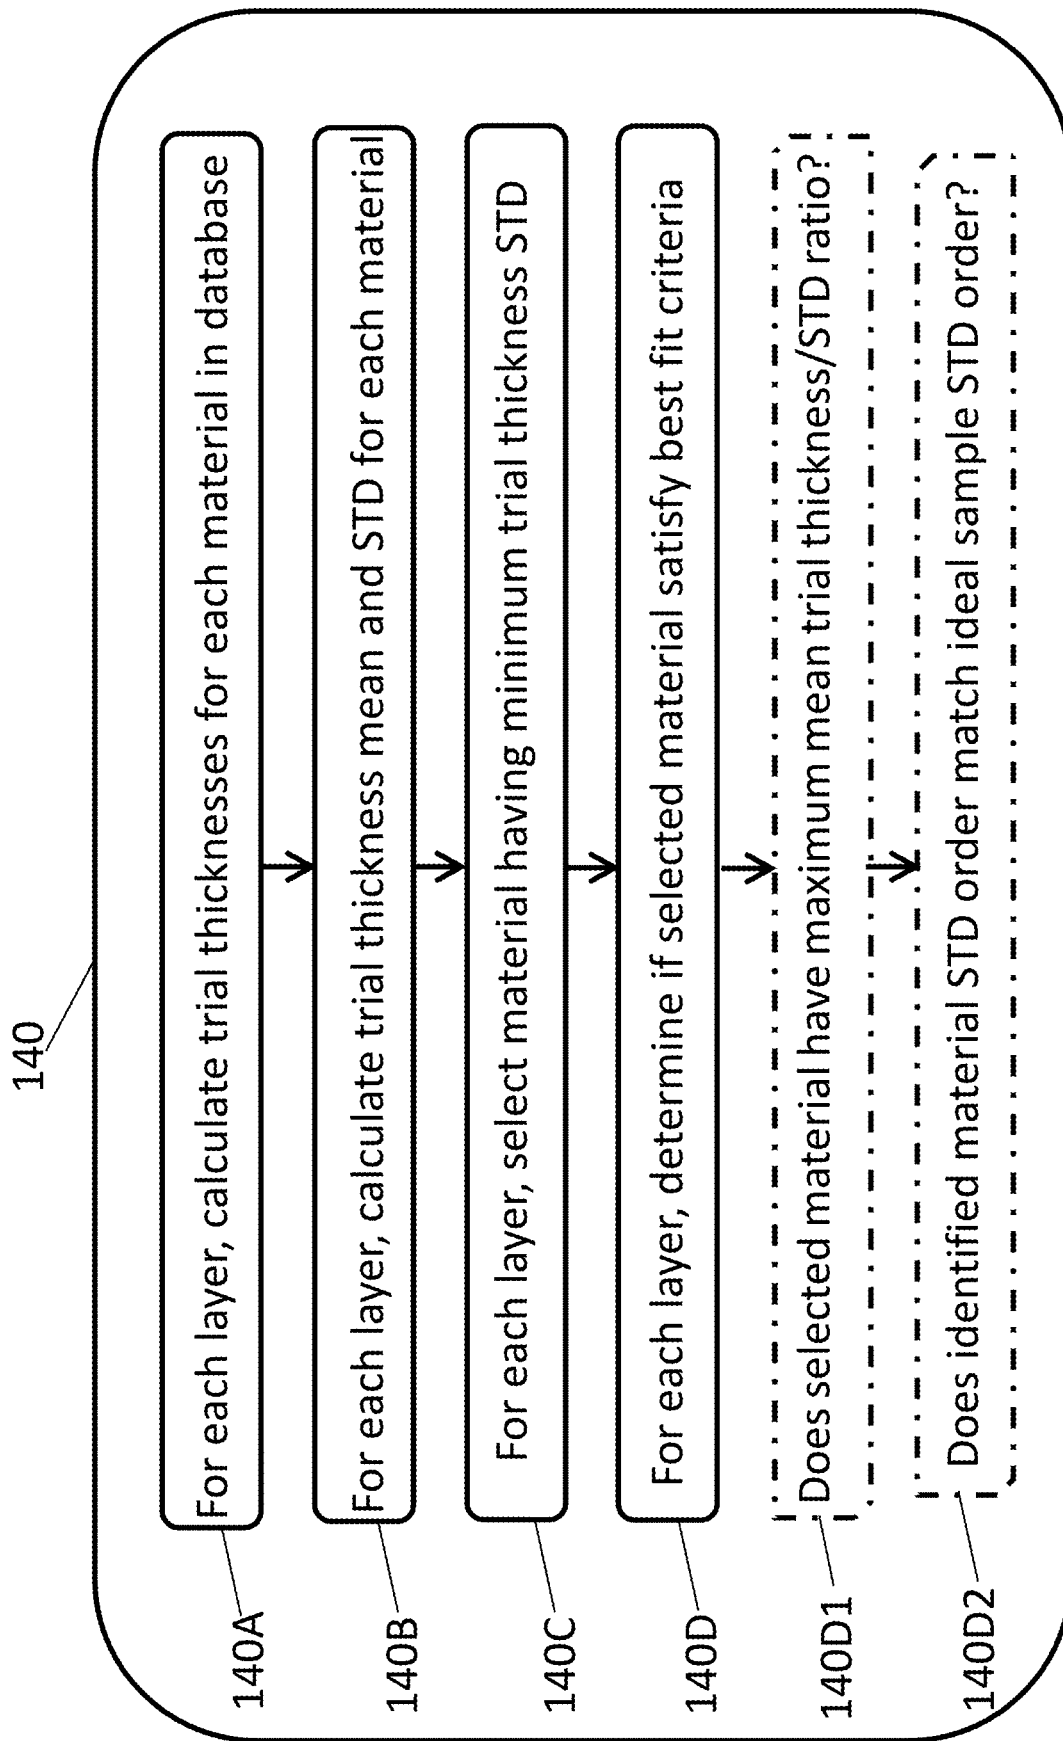 140
140A
For each layer, calculate trial thicknesses for each material in database
140B
For each layer, calculate trial thickness mean and STD for each material
140C
For each layer, select material having minimum trial thickness STD
140D
For each layer, determine if selected material satisfy best fit criteria
140D1
Does selected material have maximum mean trial thickness/STD ratio?
140D2
Does identified material STD order match ideal sample STD order?